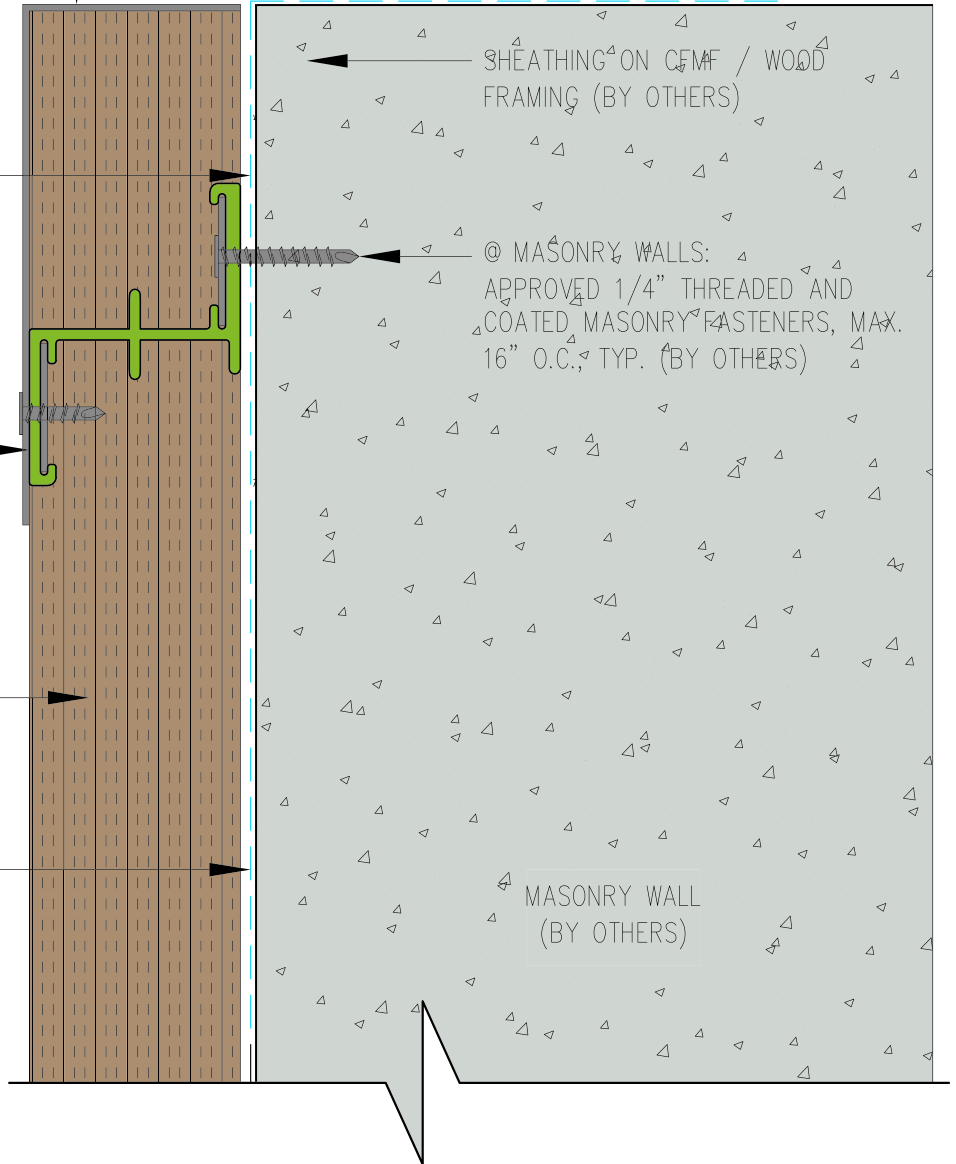 SHEATHING ON CFMF / WOOD
FRAMING (BY OTHERS)
@ MASONRY WALLS:
APPROVED 1/4" THREADED AND
COATED MASONRY FASTENERS, MAX.
16" O.C., TYP. (BY OTHERS)
MASONRY WALL
(BY OTHERS)